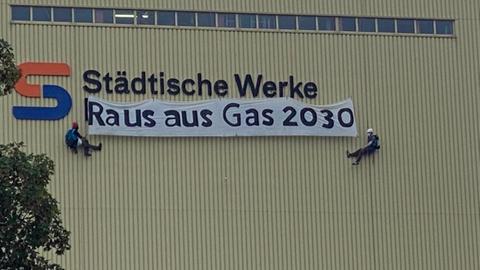 Städtische Werke
Raus aus Gas 2030